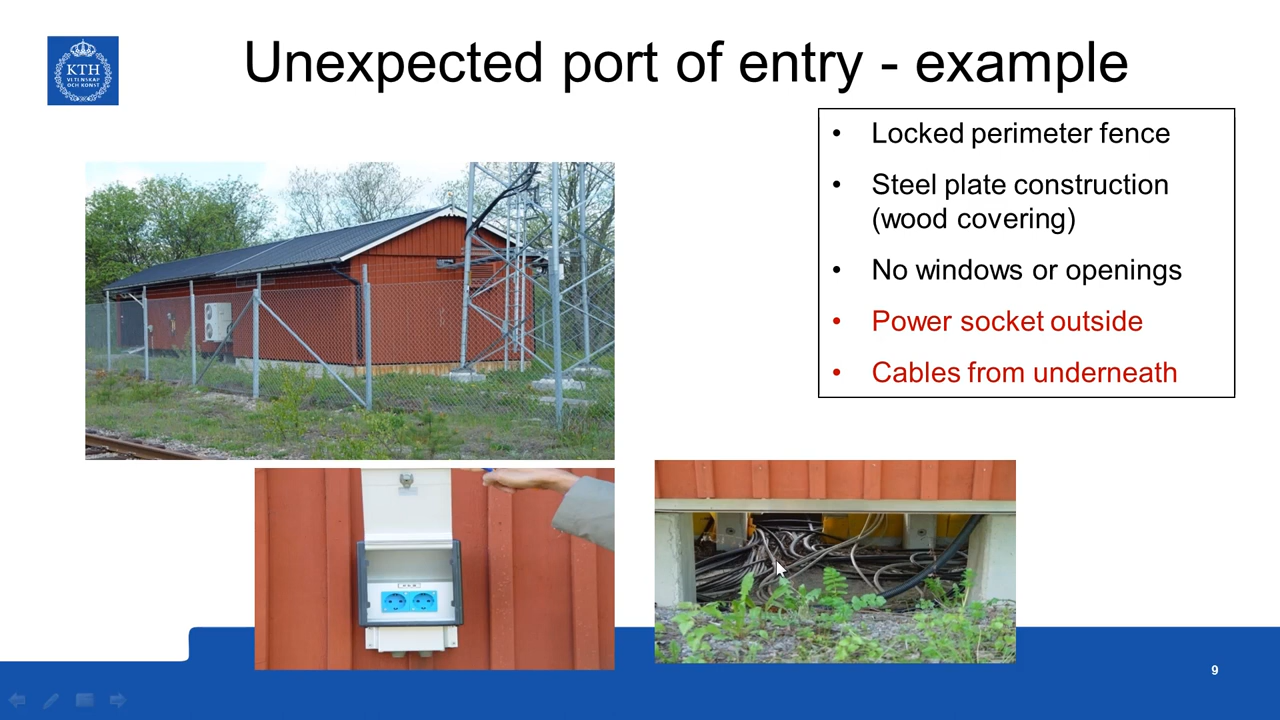 KTH
VETENSKAP
OCH KONST
Unexpected port of entry - example
• Locked perimeter fence
• Steel plate construction
(wood covering)
• No windows or openings
• Power socket outside
• Cables from underneath
9